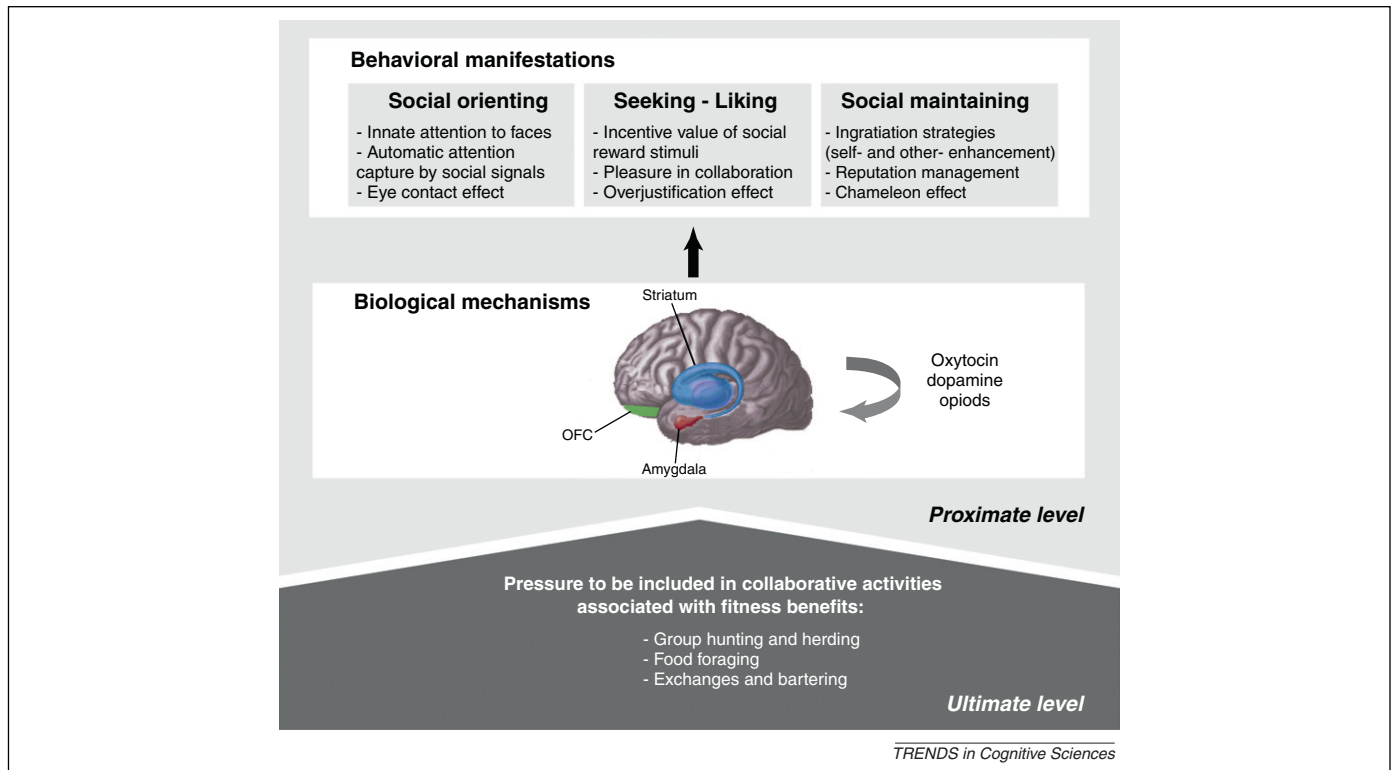 Behavioral manifestations
Social orienting
- Innate attention to faces
- Automatic attention
capture by social signals
- Eye contact effect
Seeking - Liking
- Incentive value of social
reward stimuli
- Pleasure in collaboration
- Overjustification effect
Social maintaining
- Ingratiation strategies
(self- and other- enhancement)
- Reputation management
- Chameleon effect
Biological mechanisms
Striatum
OFC
Amygdala
Oxytocin
dopamine
opiods
Proximate level
Pressure to be included in collaborative activities
associated with fitness benefits:
- Group hunting and herding
- Food foraging
- Exchanges and bartering
Ultimate level
TRENDS in Cognitive Sciences